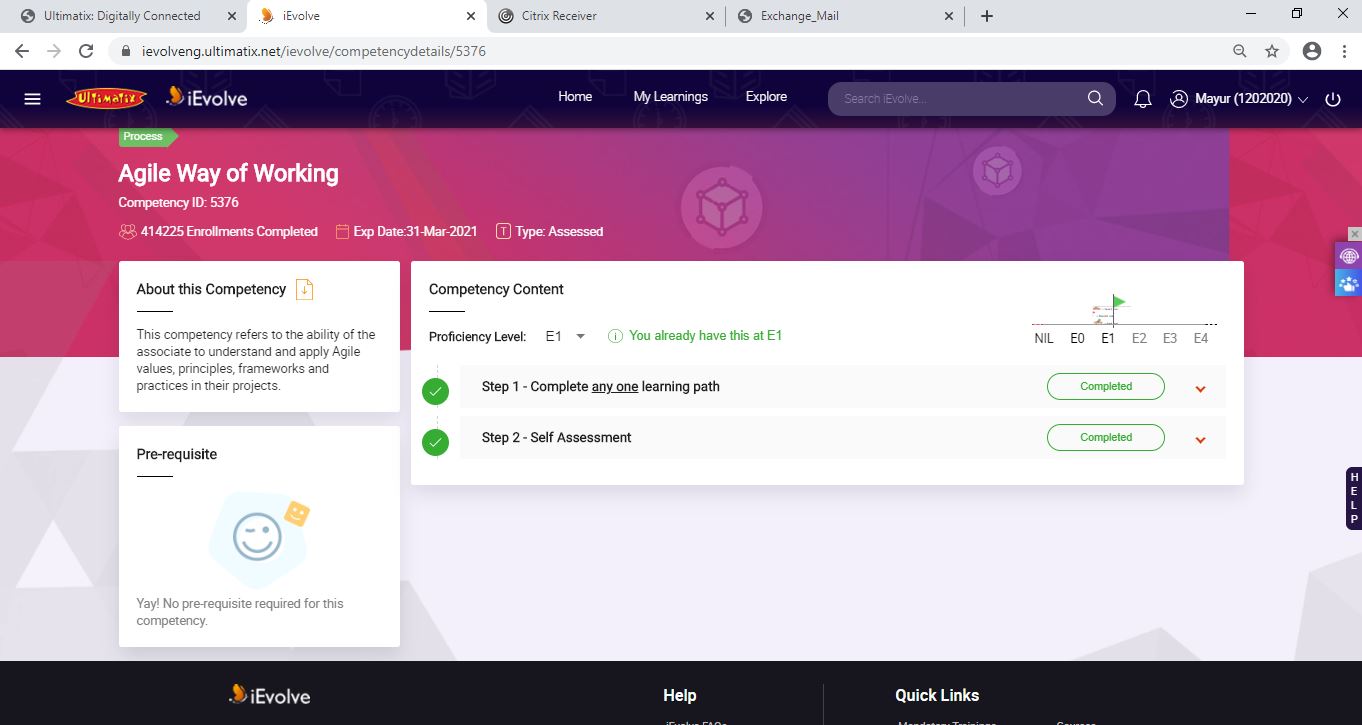 Ultimatix: Digitally Connected
iEvolve
Citrix Receiver
Exchange_Mail
ievolveng.ultimatix.net/ievolve/competencydetails/5376
Ultimatix
iEvolve
Home
My Learnings
Explore
Search iEvolve...
Mayur (1202020)
Process
Agile Way of Working
Competency ID: 5376
414225 Enrollments Completed
Exp Date:31-Mar-2021
T Type: Assessed
About this Competency
This competency refers to the ability of the
associate to understand and apply Agile
values, principles, frameworks and
practices in their projects.
Pre-requisite
Yay! No pre-requisite required for this
competency.
Competency Content
Proficiency Level: E1
You already have this at E1
NIL E0 E1 E2 E3 E4
Step 1 - Complete any one learning path
Completed
Step 2 - Self Assessment
Completed
HELP
iEvolve
Help
iEvolve FAQs
Quick Links
Mandatory Trainings
Courses